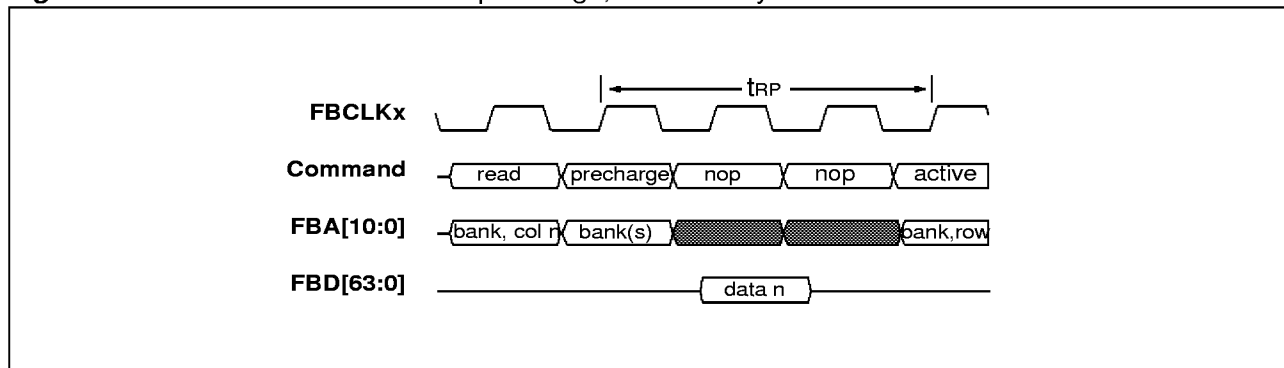 tRP
FBCLKx
Command read precharge nop nop active
FBA[10:0] bank, col n bank(s) bank,row
FBD[63:0] data n